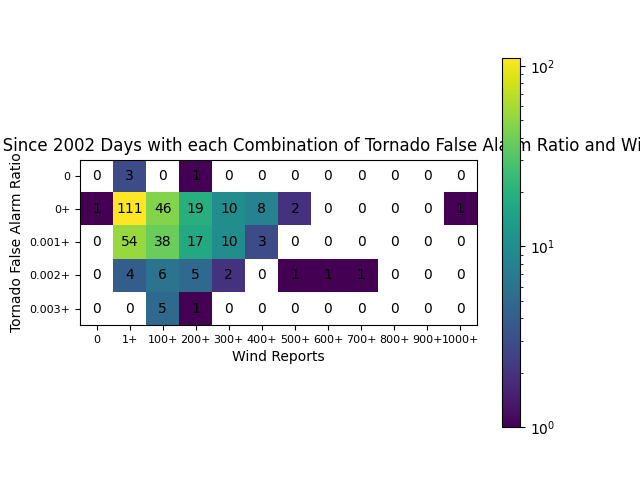 Since 2002 Days with each Combination of Tornado False Alarm Ratio and Wi
Tornado False Alarm Ratio
0 0 3 0 1 0 0 0 0 0 0 0 0
0+ 1 111 46 19 10 8 2 0 0 0 0 1
0.001+ 0 54 38 17 10 3 0 0 0 0 0 0
0.002+ 0 4 6 5 2 0 1 1 1 0 0 0
0.003+ 0 0 5 1 0 0 0 0 0 0 0 0
0 1+ 100+ 200+ 300+ 400+ 500+ 600+ 700+ 800+ 900+ 1000+
Wind Reports
10²
10¹
10⁰